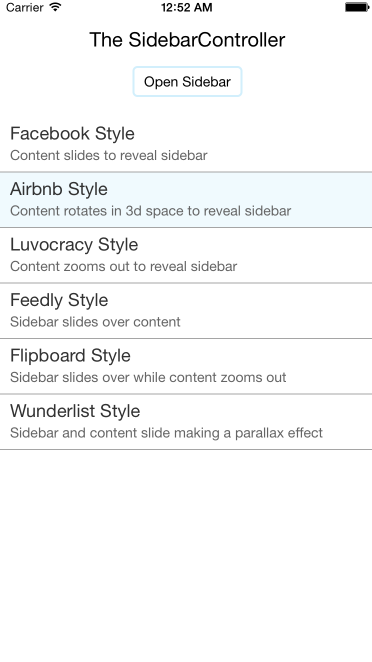 Carrier 12:52 AM
The SidebarController
Open Sidebar
Facebook Style
Content slides to reveal sidebar
Airbnb Style
Content rotates in 3d space to reveal sidebar
Luvocracy Style
Content zooms out to reveal sidebar
Feedly Style
Sidebar slides over content
Flipboard Style
Sidebar slides over while content zooms out
Wunderlist Style
Sidebar and content slide making a parallax effect